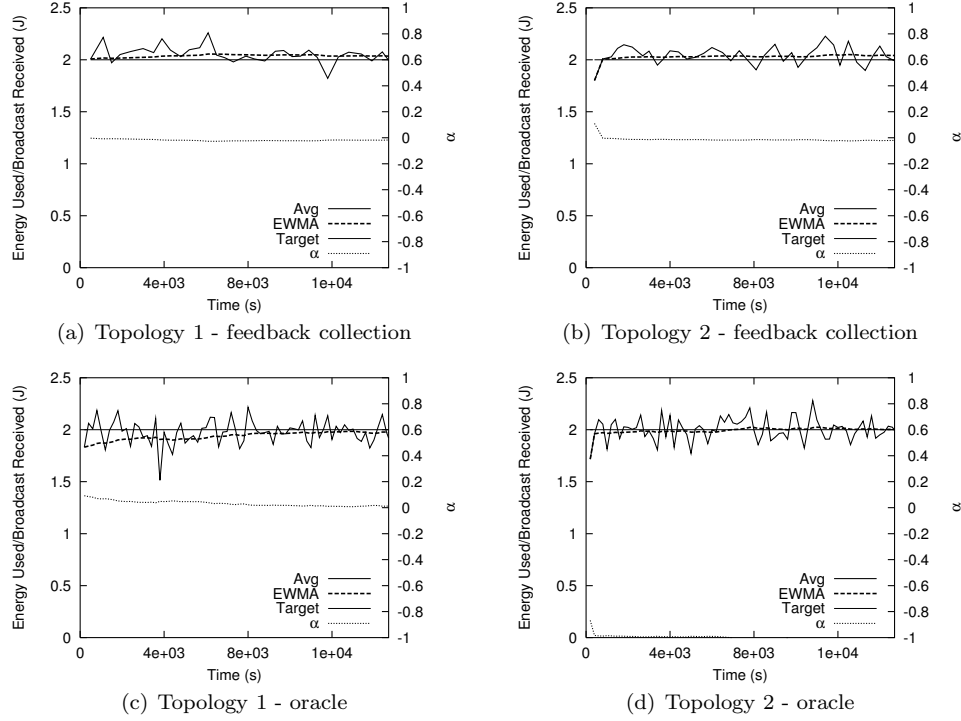 Energy Used/Broadcast Received (J)
2.5
2
1.5
1
0.5
0
1
0.8
0.6
0.4
0.2
0
-0.2
-0.4
-0.6
-0.8
-1
α
Avg
EWMA
Target
α
0
4e+03
8e+03
1e+04
Time (s)
(a) Topology 1 - feedback collection
Energy Used/Broadcast Received (J)
2.5
2
1.5
1
0.5
0
1
0.8
0.6
0.4
0.2
0
-0.2
-0.4
-0.6
-0.8
-1
α
Avg
EWMA
Target
α
0
4e+03
8e+03
1e+04
Time (s)
(b) Topology 2 - feedback collection
Energy Used/Broadcast Received (J)
2.5
2
1.5
1
0.5
0
1
0.8
0.6
0.4
0.2
0
-0.2
-0.4
-0.6
-0.8
-1
α
Avg
EWMA
Target
α
0
4e+03
8e+03
1e+04
Time (s)
(c) Topology 1 - oracle
Energy Used/Broadcast Received (J)
2.5
2
1.5
1
0.5
0
1
0.8
0.6
0.4
0.2
0
-0.2
-0.4
-0.6
-0.8
-1
α
Avg
EWMA
Target
α
0
4e+03
8e+03
1e+04
Time (s)
(d) Topology 2 - oracle